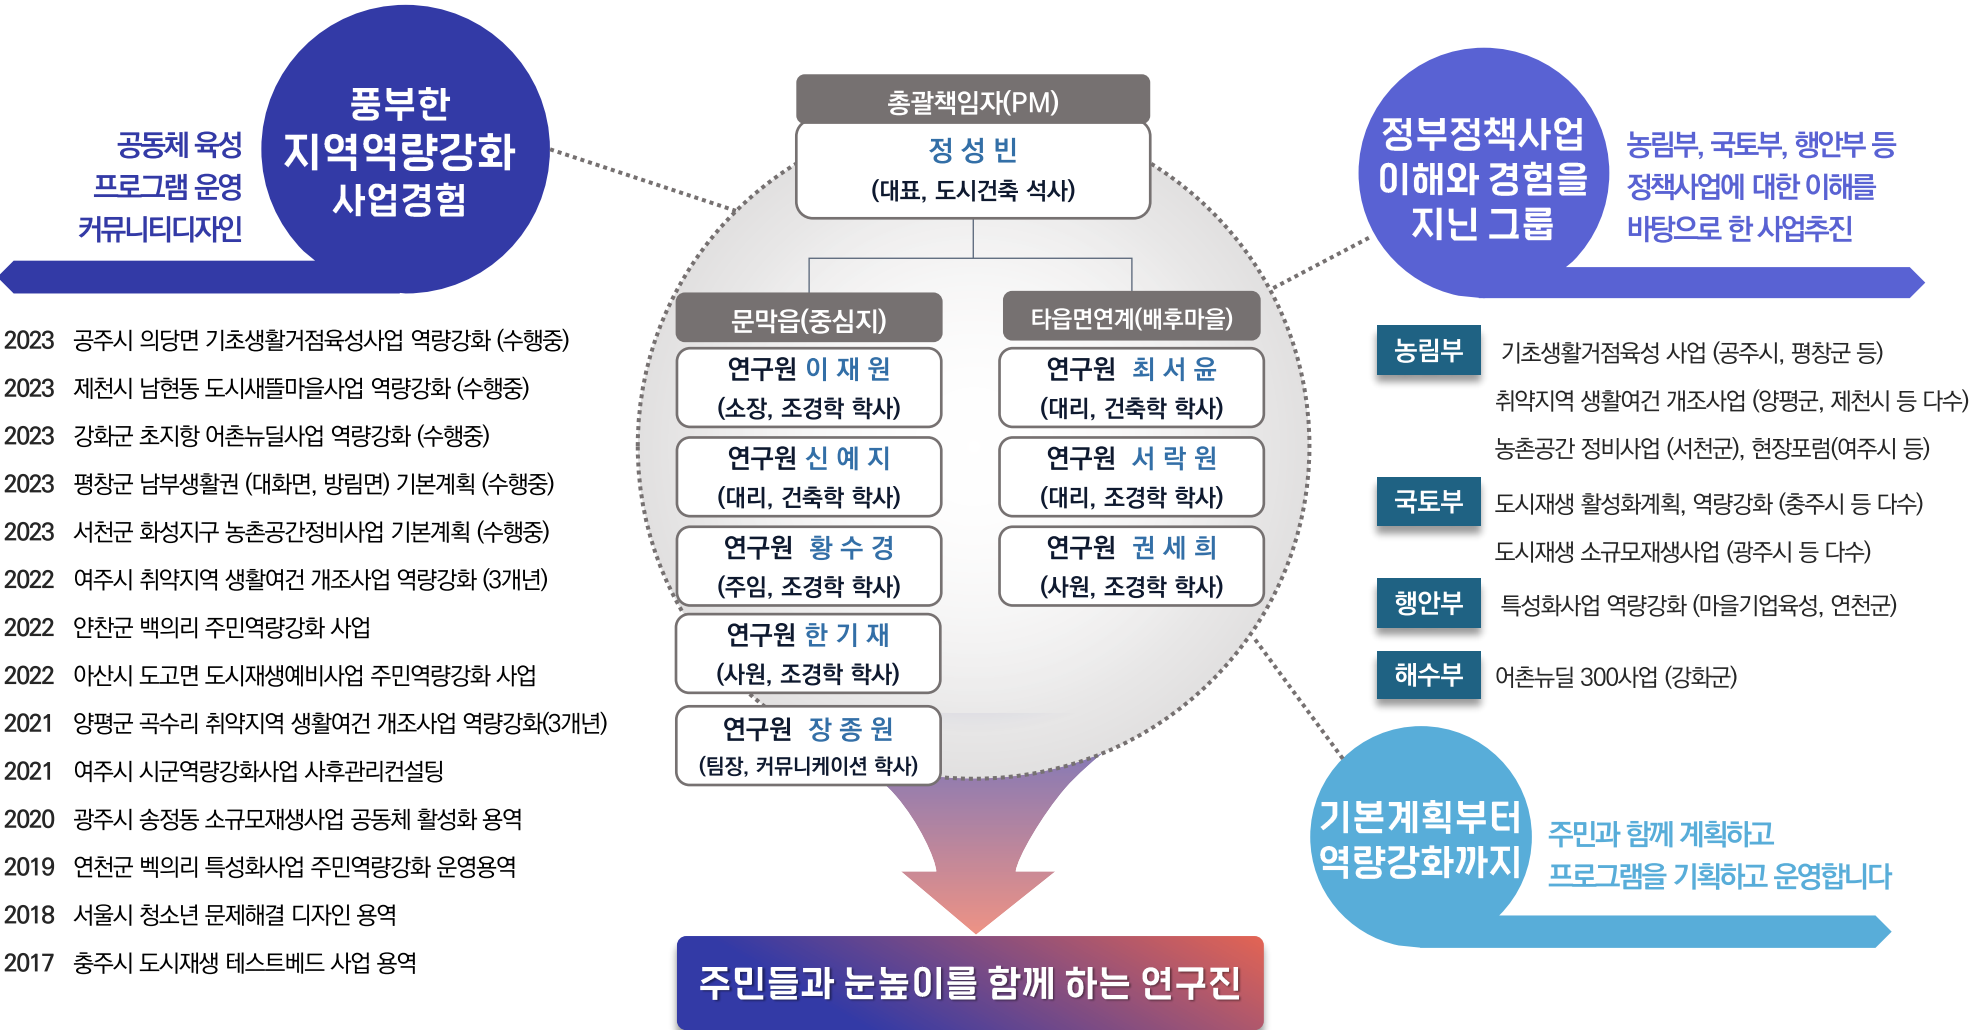 풍부한
지역역량강화
사업경험
공동체 육성
프로그램 운영
커뮤니티디자인
2023 공주시 의당면 기초생활거점육성사업 역량강화 (수행중)
2023 제천시 남현동 도시새뜰마을사업 역량강화 (수행중)
2023 강화군 초지항 어촌뉴딜사업 역량강화 (수행중)
2023 평창군 남부생활권 (대화면, 방림면) 기본계획 (수행중)
2023 서천군 화성지구 농촌공간정비사업 기본계획 (수행중)
2022 여주시 취약지역 생활여건 개조사업 역량강화 (3개년)
2022 얀찬군 백의리 주민역량강화 사업
2022 아산시 도고면 도시재생예비사업 주민역량강화 사업
2021 양평군 곡수리 취약지역 생활여건 개조사업 역량강화(3개년)
2021 여주시 시군역량강화사업 사후관리컨설팅
2020 광주시 송정동 소규모재생사업 공동체 활성화 용역
2019 연천군 벡의리 특성화사업 주민역량강화 운영용역
2018 서울시 청소년 문제해결 디자인 용역
2017 충주시 도시재생 테스트베드 사업 용역
총괄책임자(PM)
정 성 빈
(대표, 도시건축 석사)
문막읍(중심지)
연구원 이 재 원
(소장, 조경학 학사)
연구원 신 예 지
(대리, 건축학 학사)
연구원 황 수 경
(주임, 조경학 학사)
연구원 한 기 재
(사원, 조경학 학사)
연구원 장 종 원
(팀장, 커뮤니케이션 학사)
타읍면연계(배후마을)
연구원 최 서 윤
(대리, 건축학 학사)
연구원 서 락 원
(대리, 조경학 학사)
연구원 권 세 희
(사원, 조경학 학사)
주민들과 눈높이를 함께 하는 연구진
정부정책사업
이해와 경험을
지닌 그룹
농림부, 국토부, 행안부 등
정책사업에 대한 이해를
바탕으로 한 사업추진
농림부 기초생활거점육성 사업 (공주시, 평창군 등)
취약지역 생활여건 개조사업 (양평군, 제천시 등 다수)
농촌공간 정비사업 (서천군), 현장포럼(여주시 등)
국토부 도시재생 활성화계획, 역량강화 (충주시 등 다수)
도시재생 소규모재생사업 (광주시 등 다수)
행안부 특성화사업 역량강화 (마을기업육성, 연천군)
해수부 어촌뉴딜 300사업 (강화군)
기본계획부터
역량강화까지
주민과 함께 계획하고
프로그램을 기획하고 운영합니다